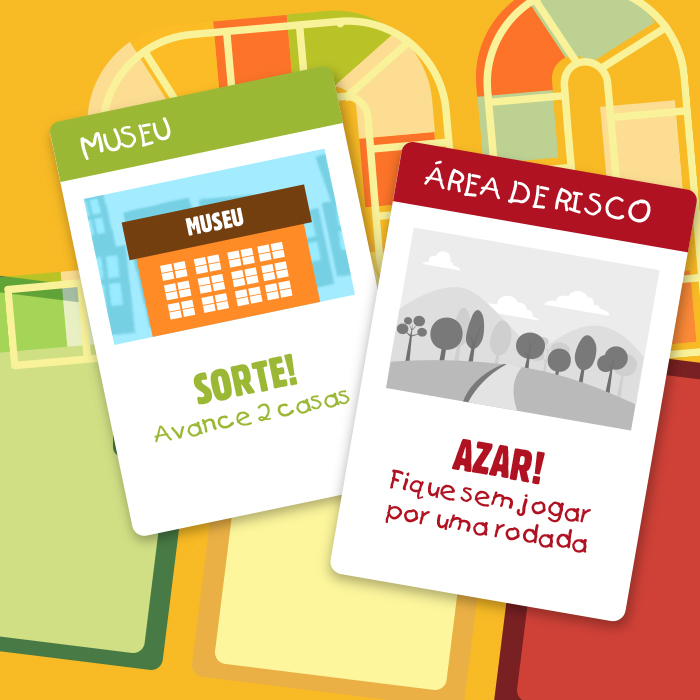 MUSEU
MUSEU
SORTE!
Avance 2 casas
ÁREA DE RISCO
AZAR!
Fique sem jogar
por uma rodada